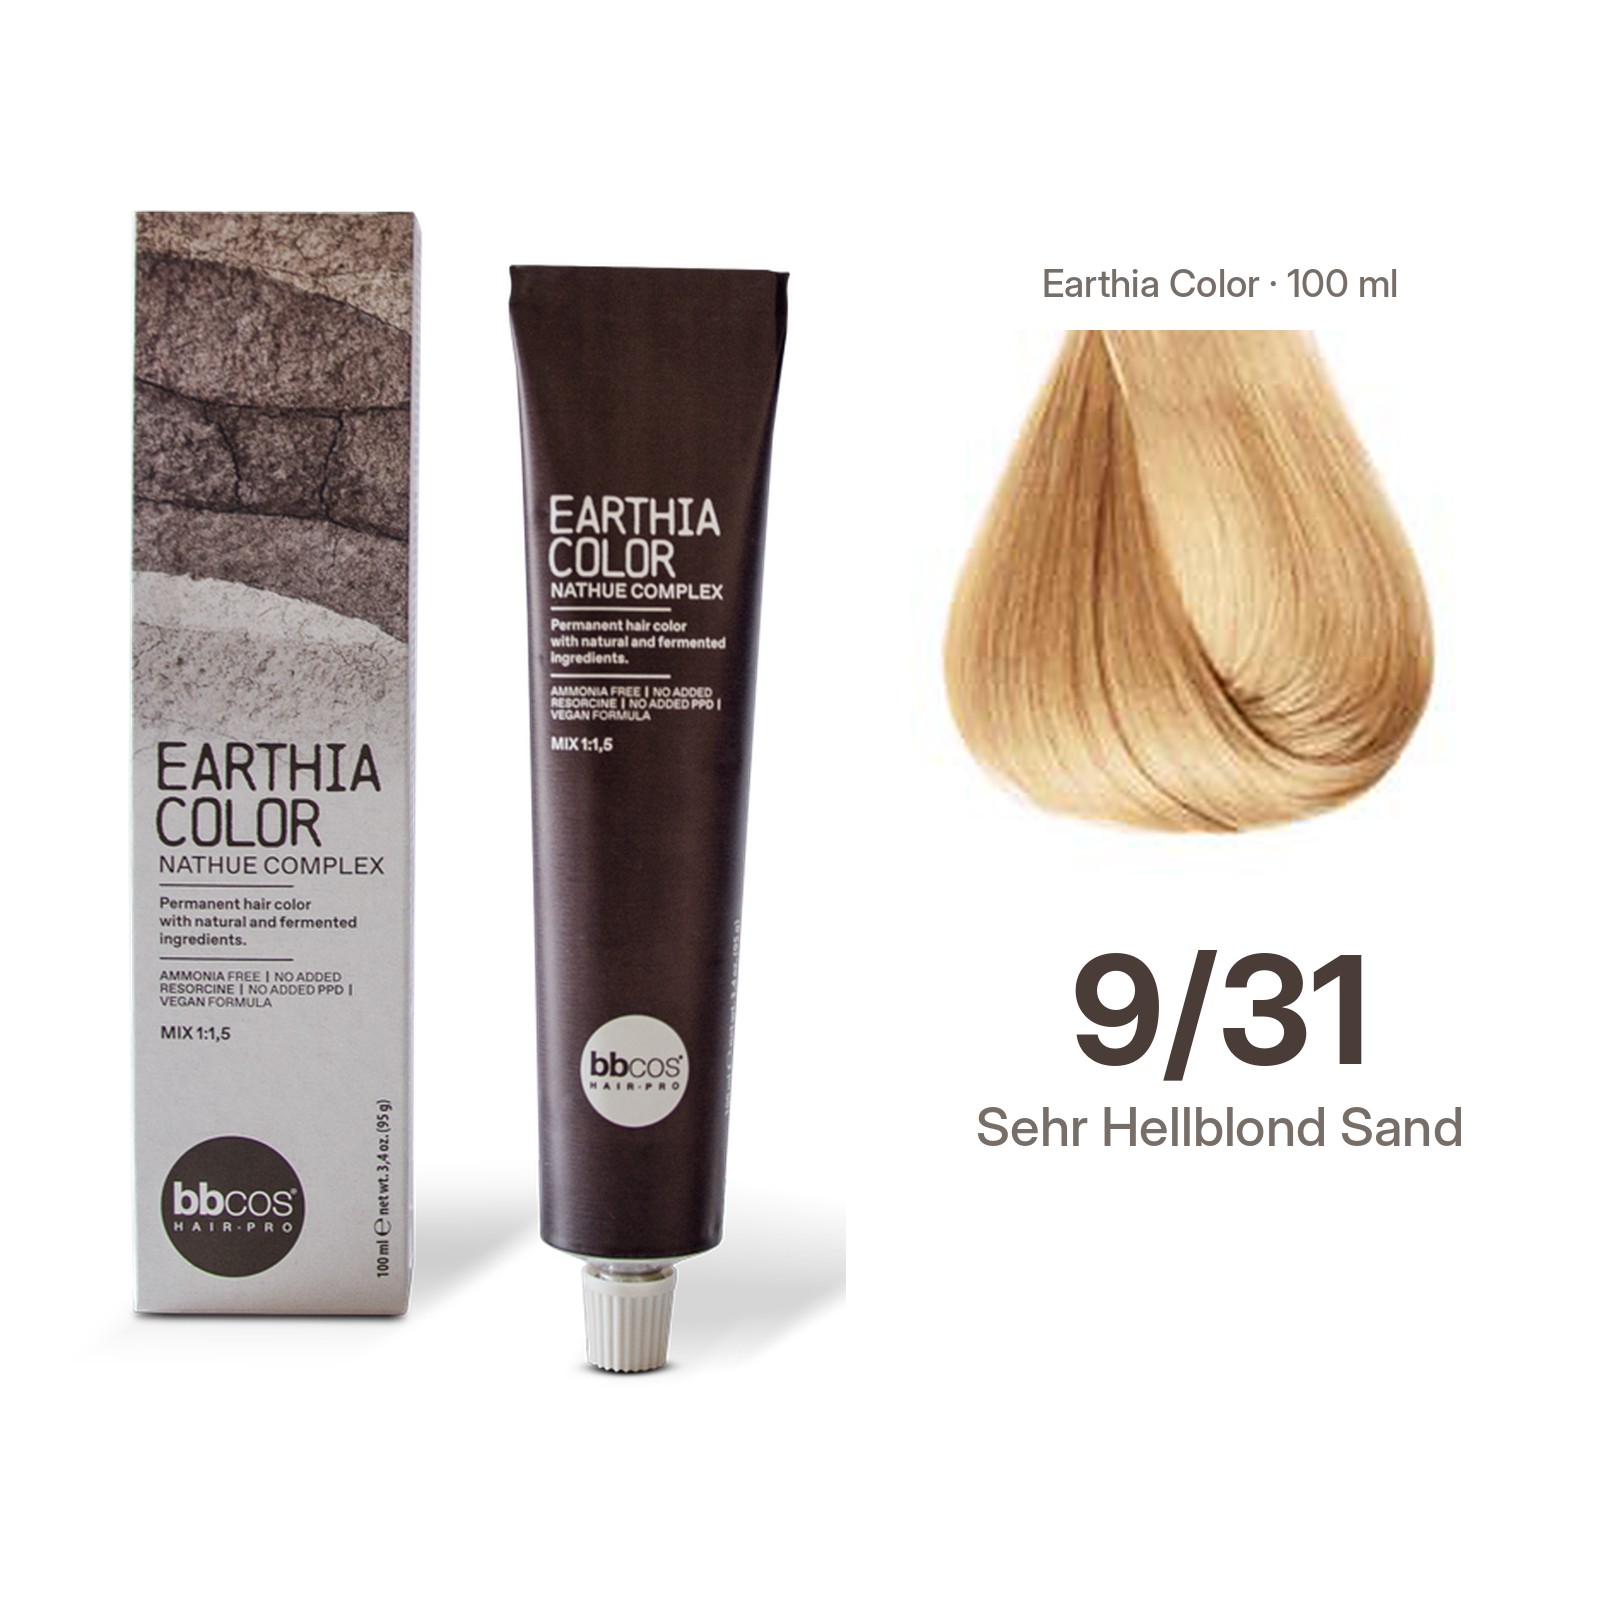 EARTHIA
COLOR
NATHUE COMPLEX
Permanent hair color
with natural and fermented
ingredients.
AMMONIA FREE | NO ADDED
RESORCINE | NO ADDED PPD |
VEGAN FORMULA
MIX 1:1,5
bbcos®
HAIR·PRO
100 ml ℮ net wt. 3,4 oz. (95 g)
EARTHIA
COLOR
NATHUE COMPLEX
Permanent hair color
with natural and fermented
ingredients.
AMMONIA FREE | NO ADDED
RESORCINE | NO ADDED PPD |
VEGAN FORMULA
MIX 1:1,5
bbcos®
HAIR·PRO
Earthia Color · 100 ml
9/31
Sehr Hellblond Sand